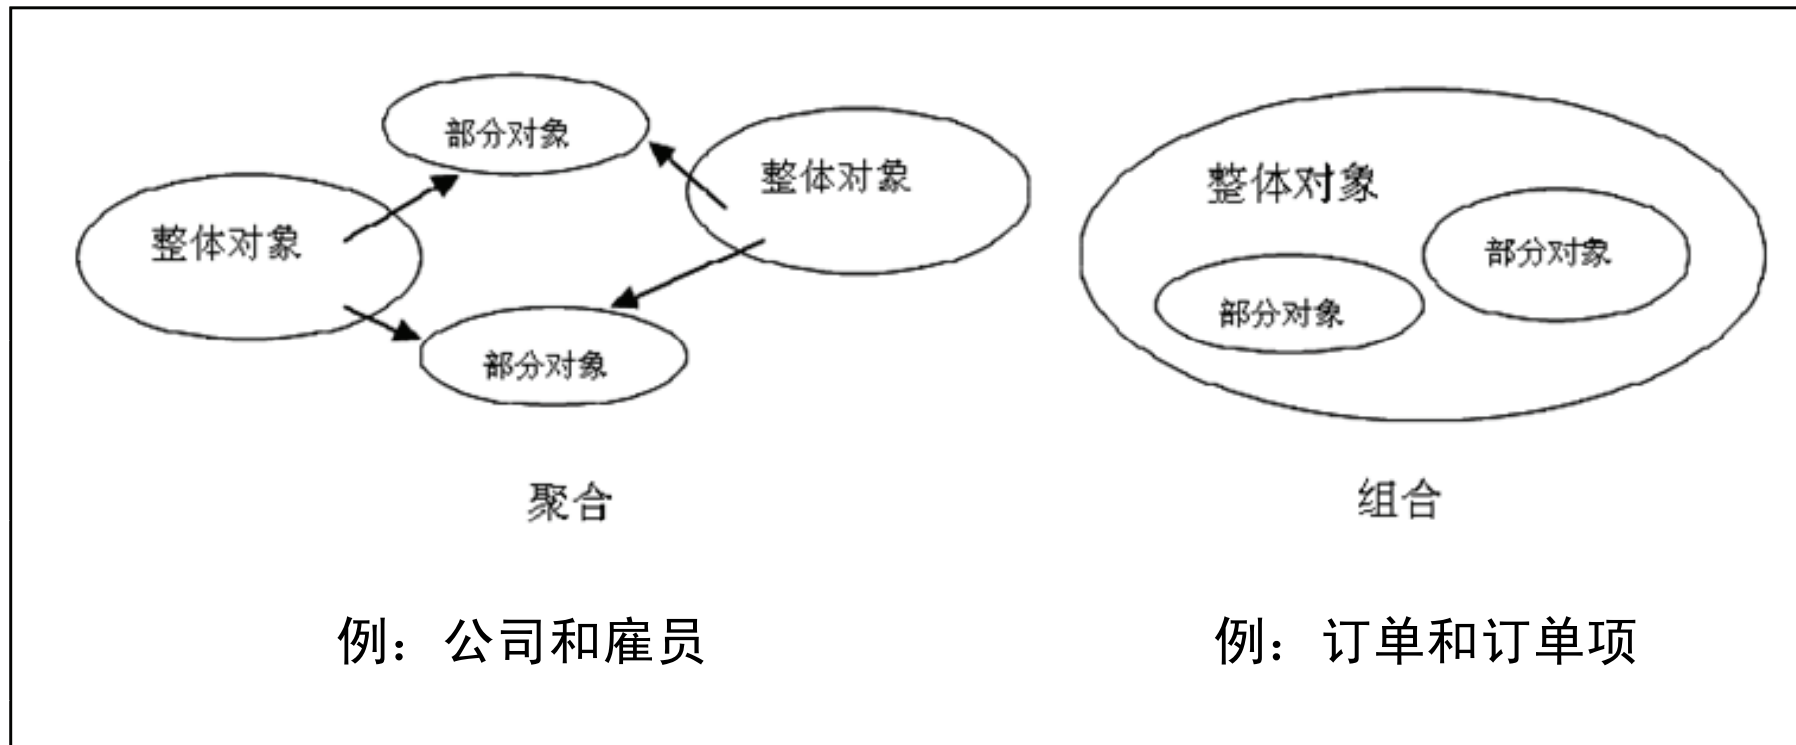 部分对象
整体对象
整体对象
部分对象
聚合
例：公司和雇员
整体对象
部分对象
部分对象
组合
例：订单和订单项